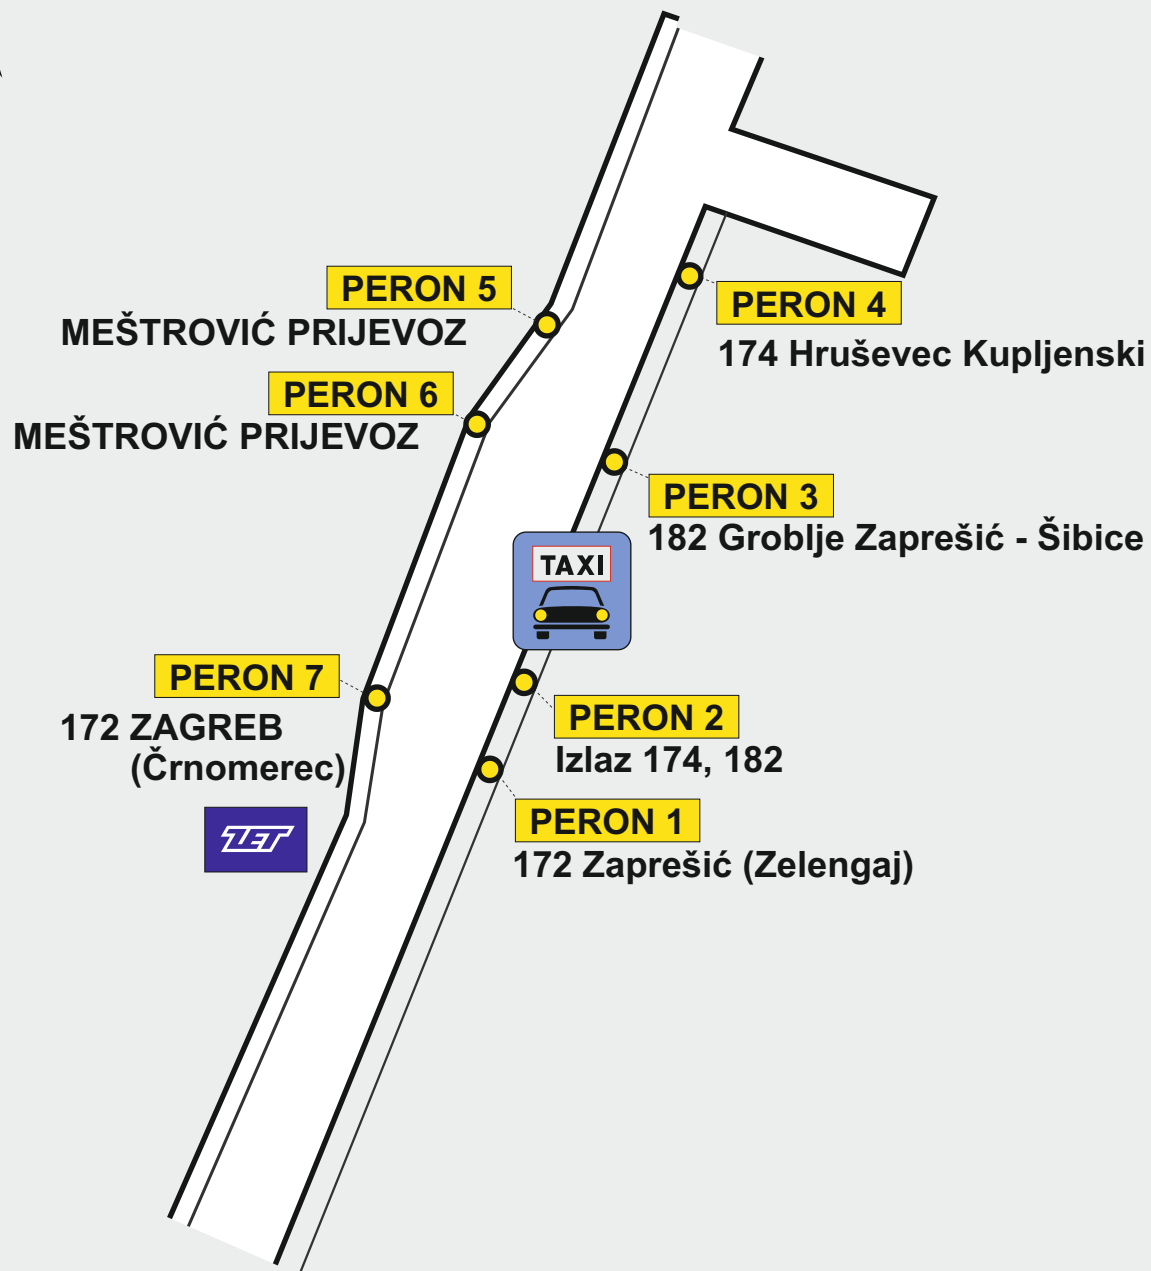 PERON 5
MEŠTROVIĆ PRIJEVOZ
PERON 4
174 Hruševec Kupljenski
PERON 6
MEŠTROVIĆ PRIJEVOZ
PERON 3
182 Groblje Zaprešić - Šibice
TAXI
PERON 7
172 ZAGREB
(Črnomerec)
PERON 2
Izlaz 174, 182
PERON 1
172 Zaprešić (Zelengaj)
ZET